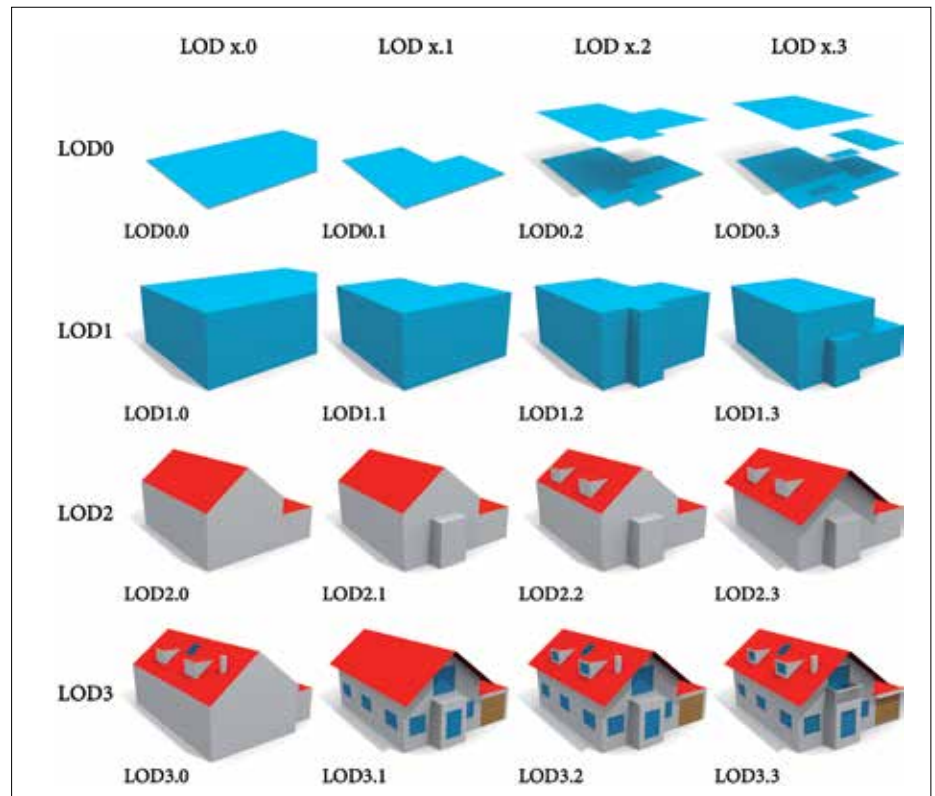 LOD x.0 LOD x.1 LOD x.2 LOD x.3
LOD0
LOD0.0 LOD0.1 LOD0.2 LOD0.3
LOD1
LOD1.0 LOD1.1 LOD1.2 LOD1.3
LOD2
LOD2.0 LOD2.1 LOD2.2 LOD2.3
LOD3
LOD3.0 LOD3.1 LOD3.2 LOD3.3